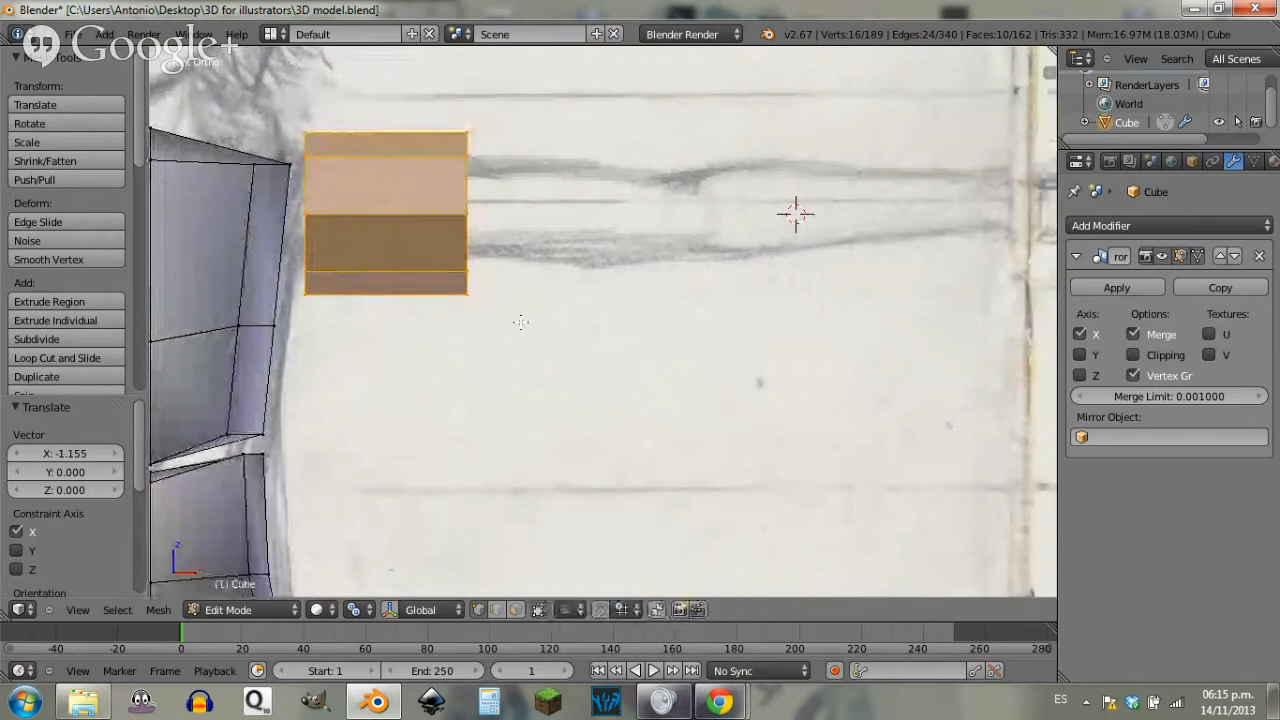 Blender* [C:\Users\Antonio\Desktop\3D for illustrators\3D model.blend]
File Add Render Window Help
Default
Scene
Blender Render
v2.67 | Verts:16/189 | Edges:24/340 | Faces:10/162 | Tris:332 | Mem:16.97M (18.03M) | Cube
View Search All Scenes
Google+
Ortho
Tools
Transform:
Translate
Rotate
Scale
Shrink/Fatten
Push/Pull
Deform:
Edge Slide
Noise
Smooth Vertex
Add:
Extrude Region
Extrude Individual
Subdivide
Loop Cut and Slide
Duplicate
Translate
Vector
X: -1.155
Y: 0.000
Z: 0.000
Constraint Axis
X
Y
Z
Orientation
z
(1) Cube
RenderLayers
World
Cube
Cube
Add Modifier
ror
Apply Copy
Axis: Options: Textures:
X Merge U
Y Clipping V
Z Vertex Gr
Merge Limit: 0.001000
Mirror Object:
View Select Mesh Edit Mode Global
-40 -20 0 20 40 60 80 100 120 140 160 180 200 220 240 260 280
View Marker Frame Playback Start: 1 End: 250 1 No Sync
Q
10
ES
06:15 p.m.
14/11/2013